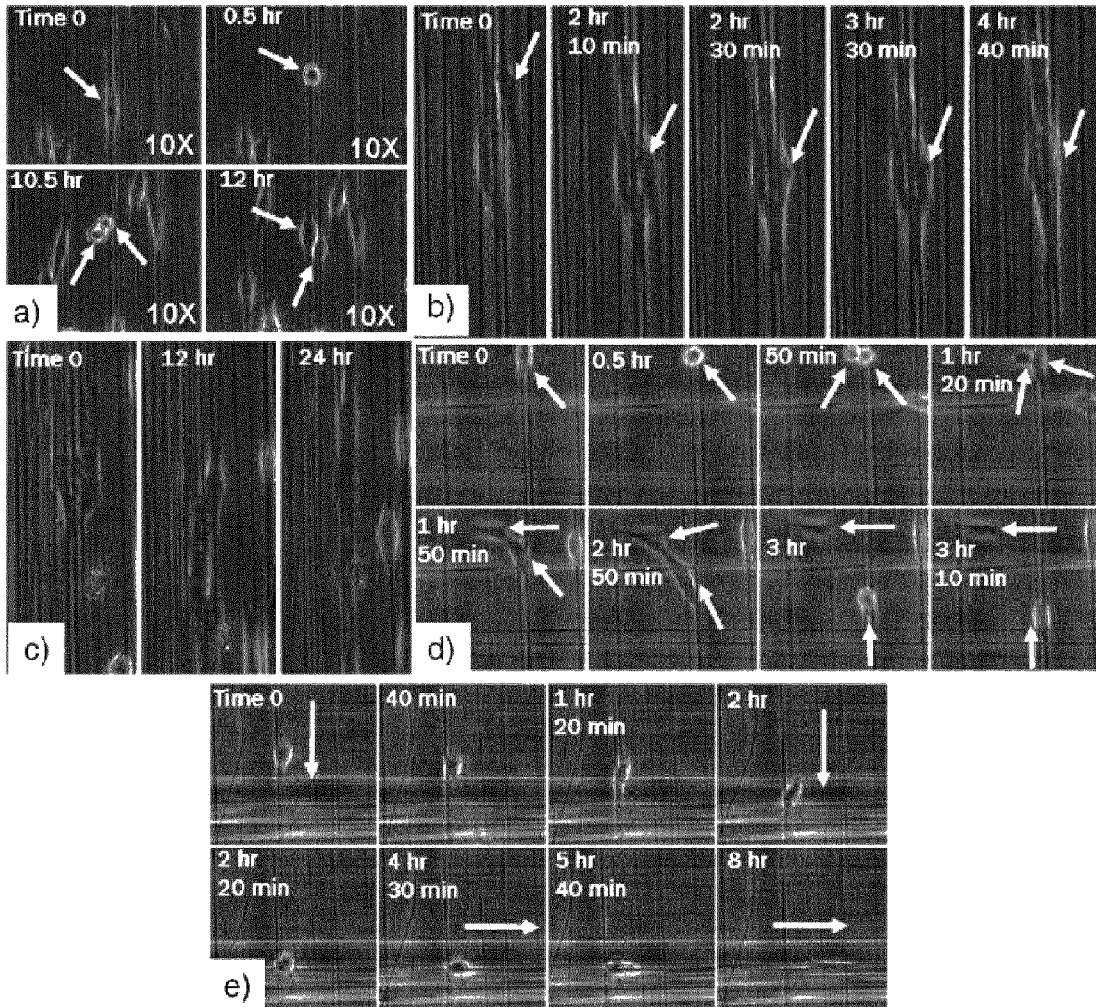 Time 0
0.5 hr
10X
10X
10.5 hr
12 hr
10X
10X
a)
Time 0
2 hr
10 min
2 hr
30 min
3 hr
30 min
4 hr
40 min
b)
Time 0
12 hr
24 hr
c)
Time 0
0.5 hr
50 min
1 hr
20 min
1 hr
50 min
2 hr
50 min
3 hr
3 hr
10 min
d)
Time 0
40 min
1 hr
20 min
2 hr
2 hr
20 min
4 hr
30 min
5 hr
40 min
8 hr
e)